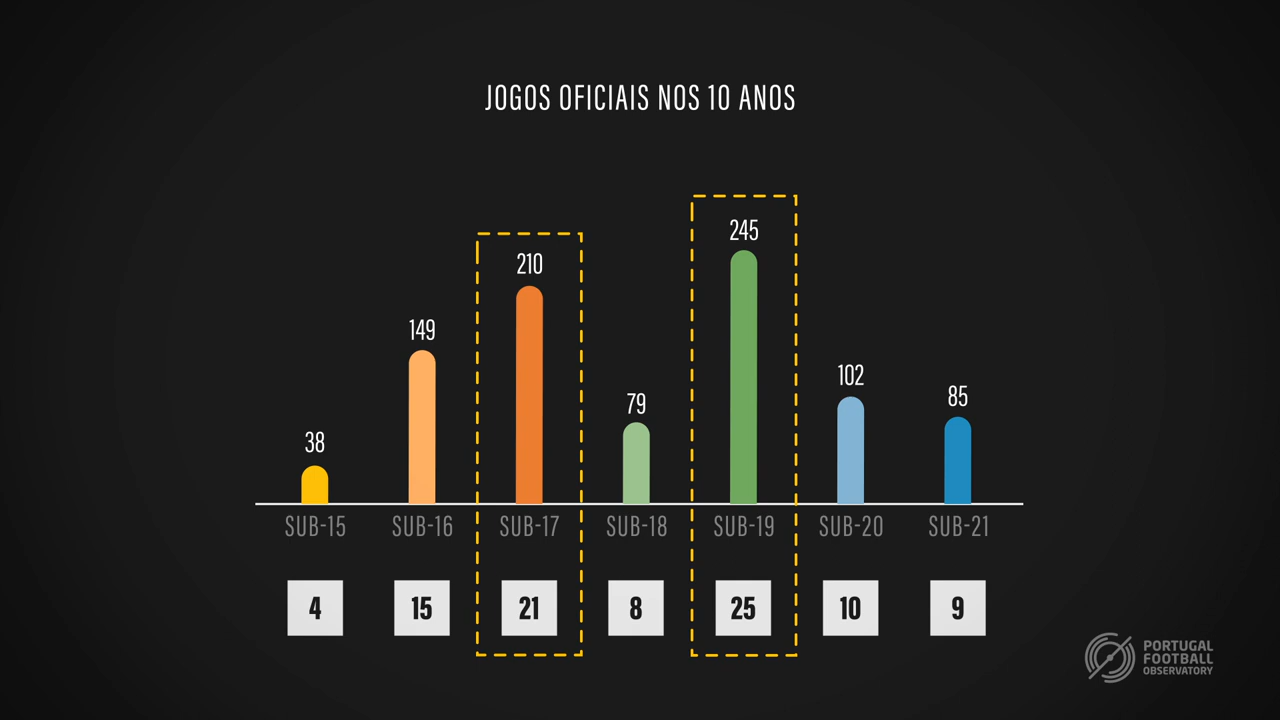 JOGOS OFICIAIS NOS 10 ANOS
38 149 210 79 245 102 85
SUB-15 SUB-16 SUB-17 SUB-18 SUB-19 SUB-20 SUB-21
4 15 21 8 25 10 9
PORTUGAL
FOOTBALL
OBSERVATORY